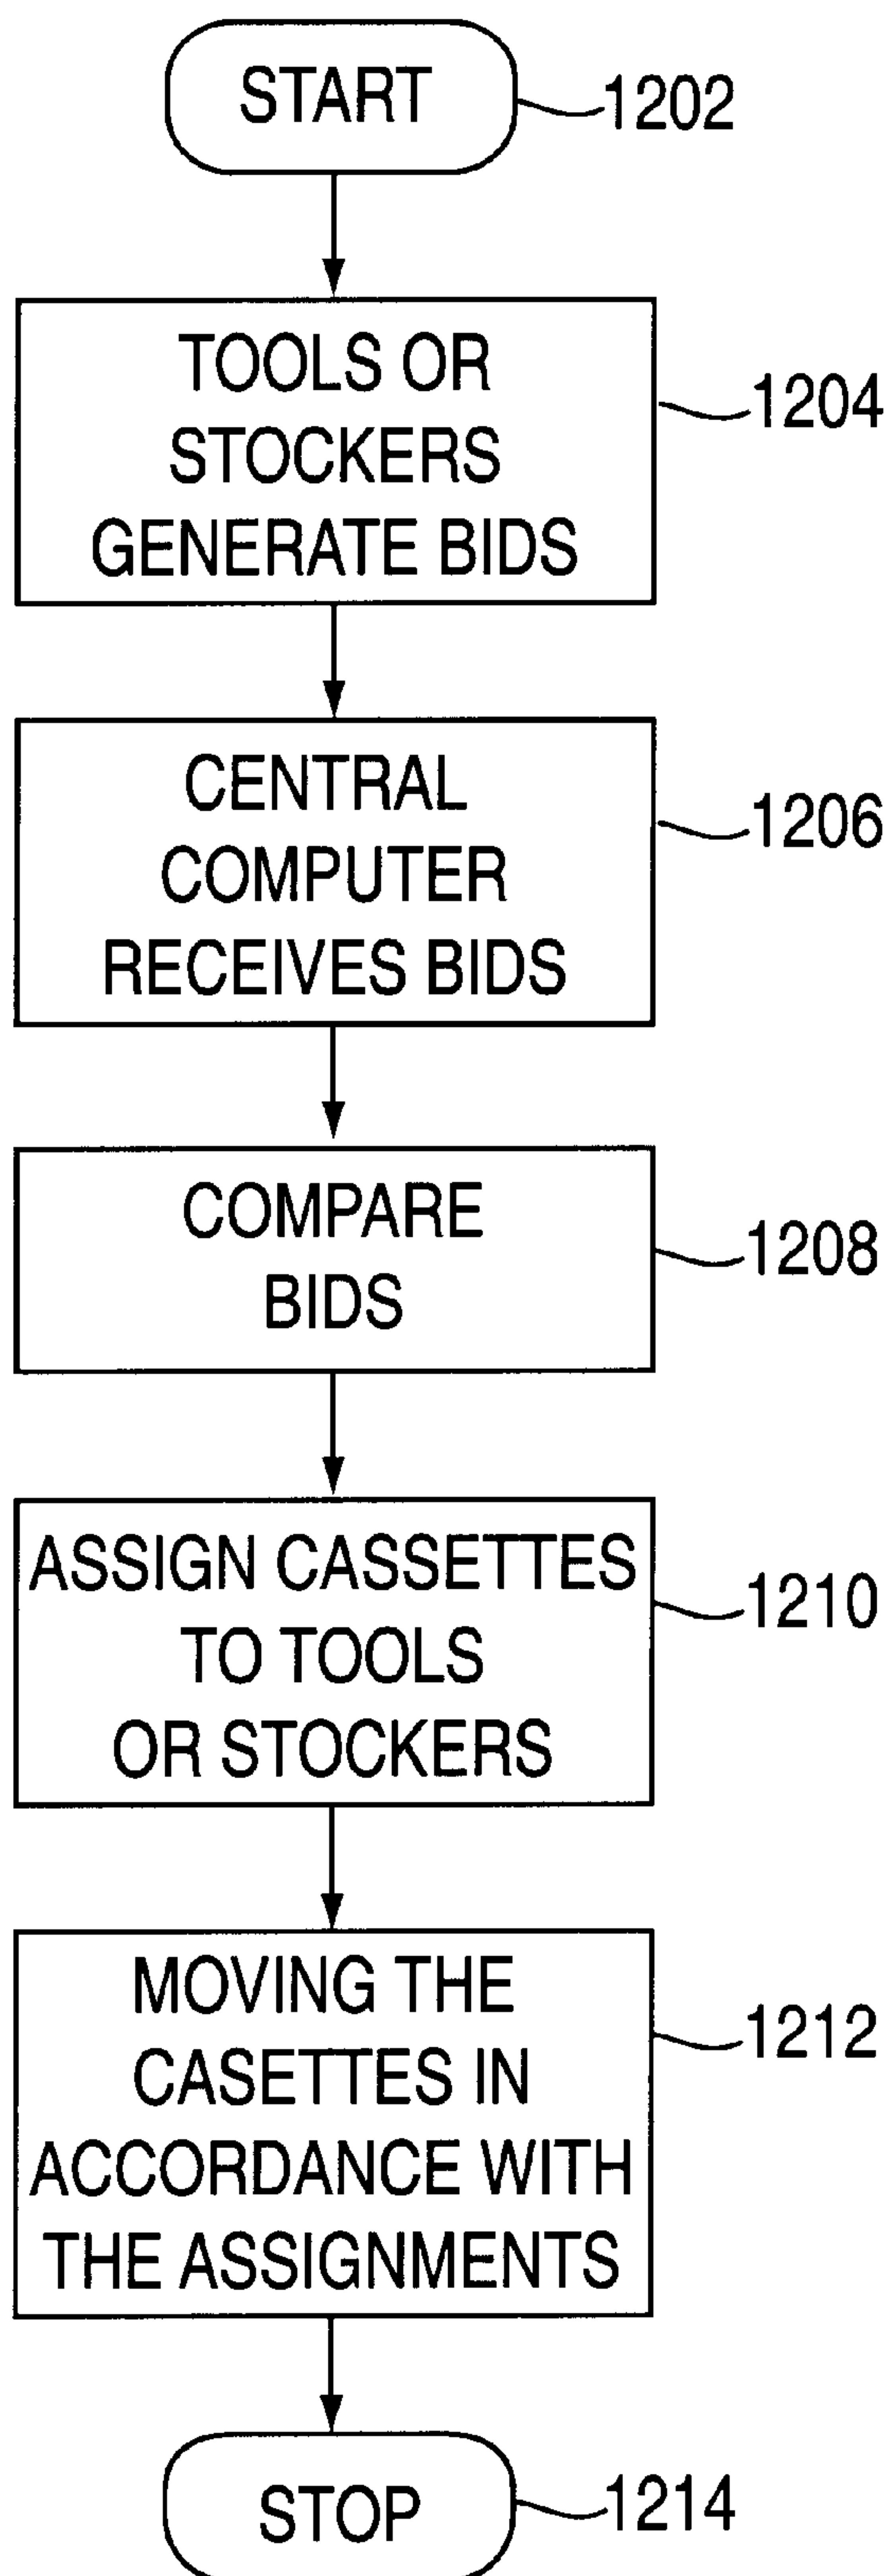 START
1202
TOOLS OR
STOCKERS
GENERATE BIDS
1204
CENTRAL
COMPUTER
RECEIVES BIDS
1206
COMPARE
BIDS
1208
ASSIGN CASSETTES
TO TOOLS
OR STOCKERS
1210
MOVING THE
CASETTES IN
ACCORDANCE WITH
THE ASSIGNMENTS
1212
STOP
1214